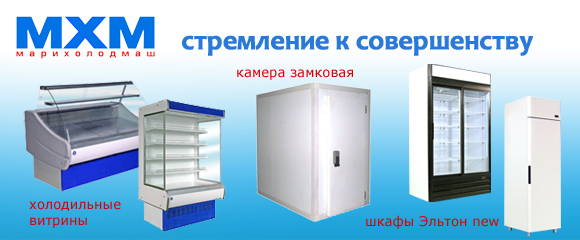 МХМ
марихолодмаш
стремление к совершенству
камера замковая
холодильные
витрины
шкафы Эльтон new